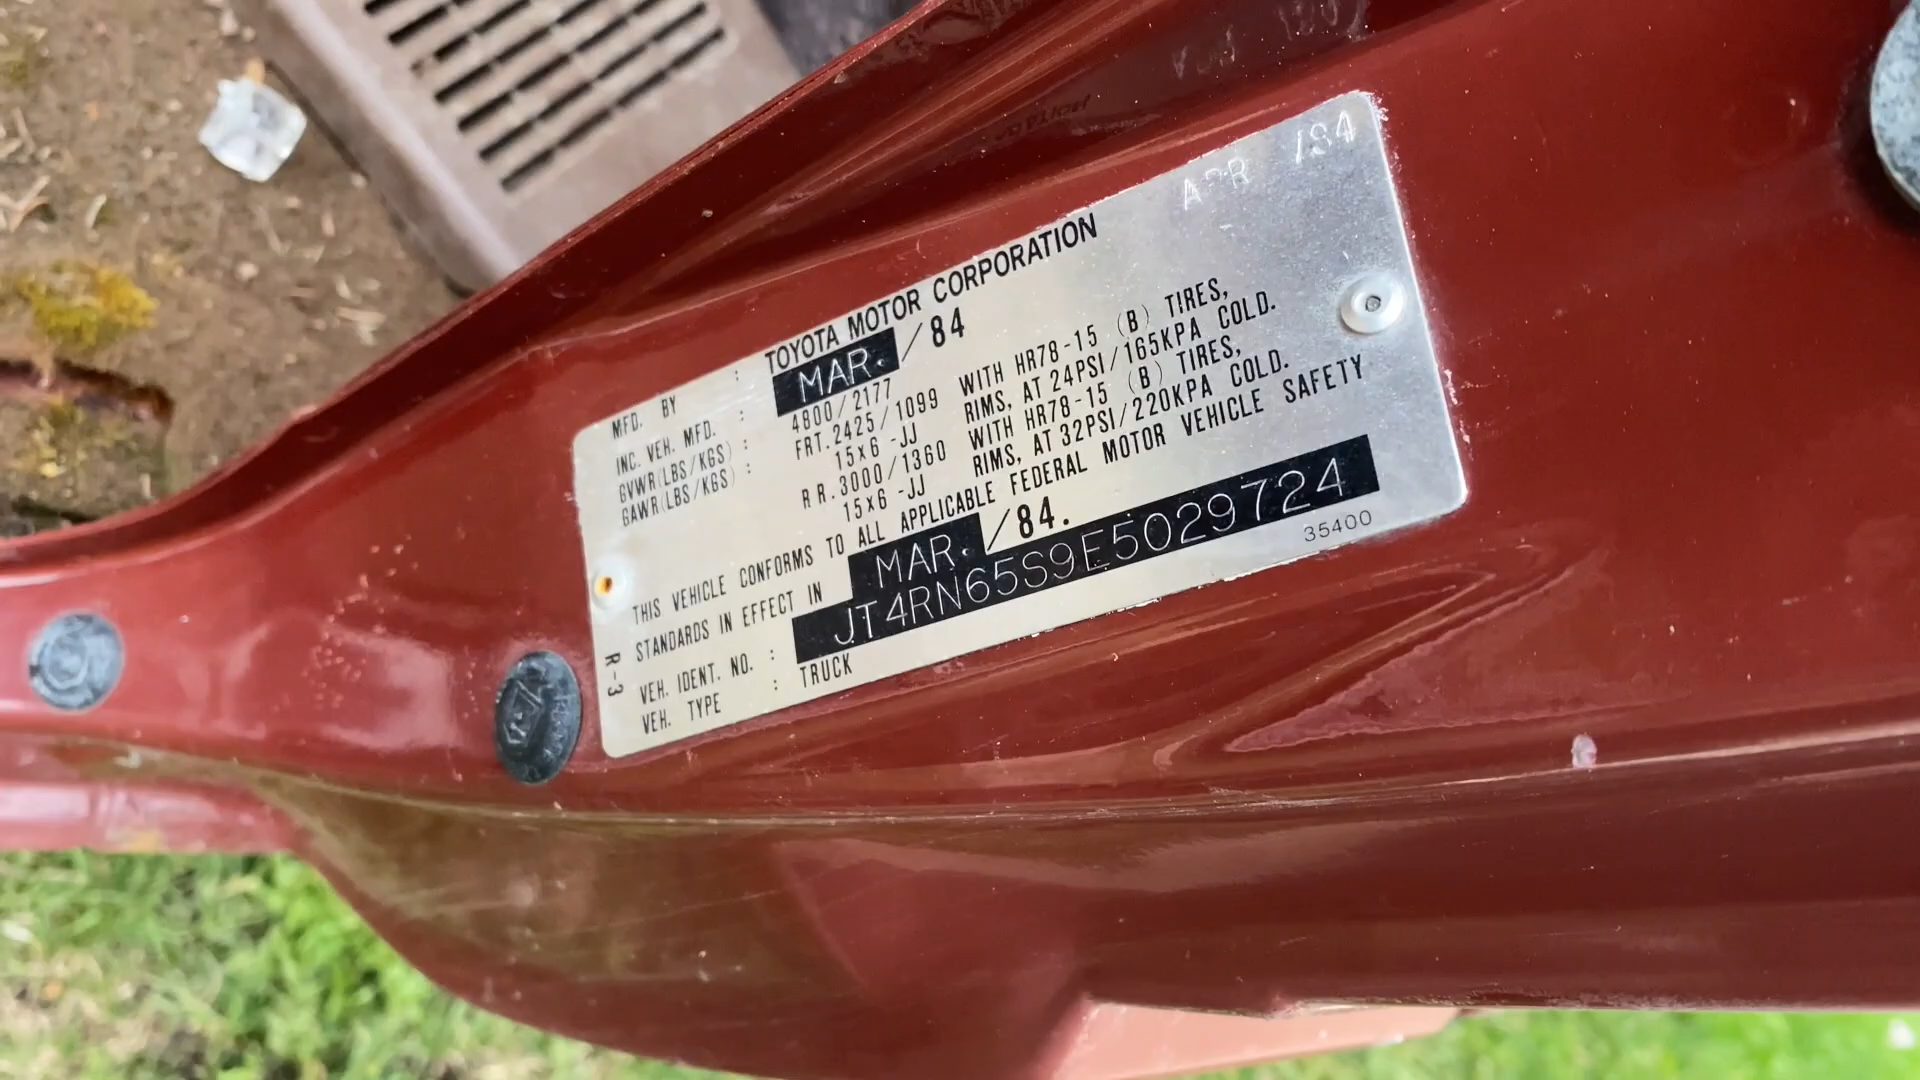 APR /84
MFD. BY : TOYOTA MOTOR CORPORATION
INC. VEH. MFD. : MAR. /84
GVWR(LBS/KGS) : 4800/2177
GAWR(LBS/KGS) : FRT.2425/1099 WITH HR78-15 (B) TIRES,
15x6 -JJ RIMS, AT 24PSI/165KPA COLD.
RR.3000/1360 WITH HR78-15 (B) TIRES,
15x6 -JJ RIMS, AT 32PSI/220KPA COLD.
THIS VEHICLE CONFORMS TO ALL APPLICABLE FEDERAL MOTOR VEHICLE SAFETY
STANDARDS IN EFFECT IN MAR. /84.
VEH. IDENT. NO. : JT4RN65S9E5029724
VEH. TYPE : TRUCK
35400
R-3